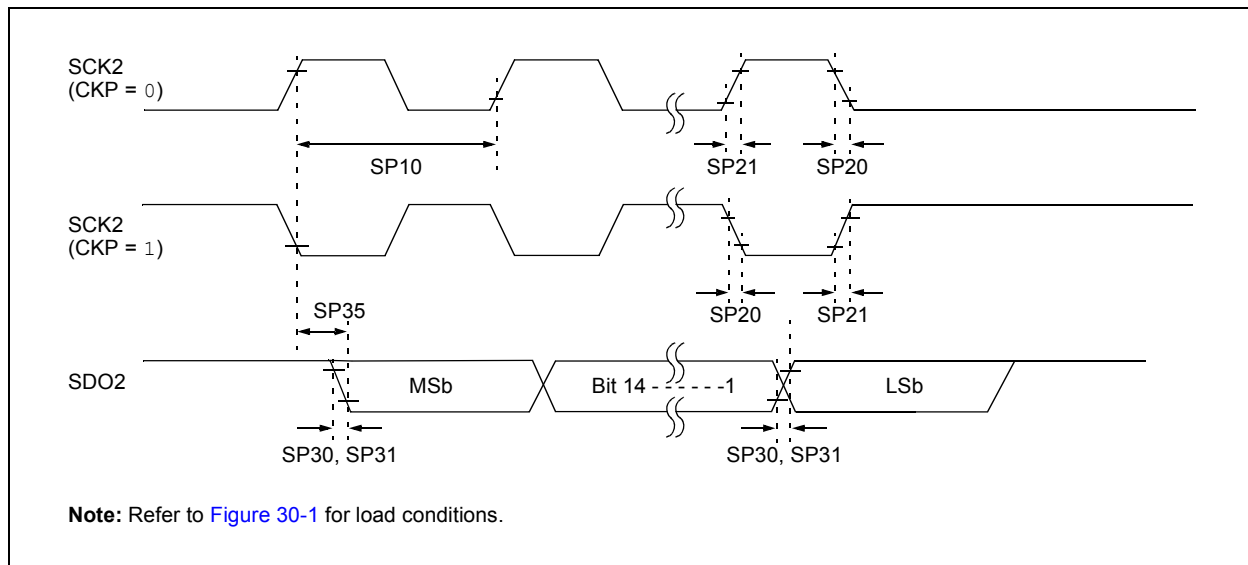 SCK2
(CKP = 0)
SP10
SP21
SP20
SCK2
(CKP = 1)
SP20
SP21
SP35
SDO2
MSb
Bit 14 - - - - - -1
LSb
SP30, SP31
SP30, SP31
Note: Refer to Figure 30-1 for load conditions.